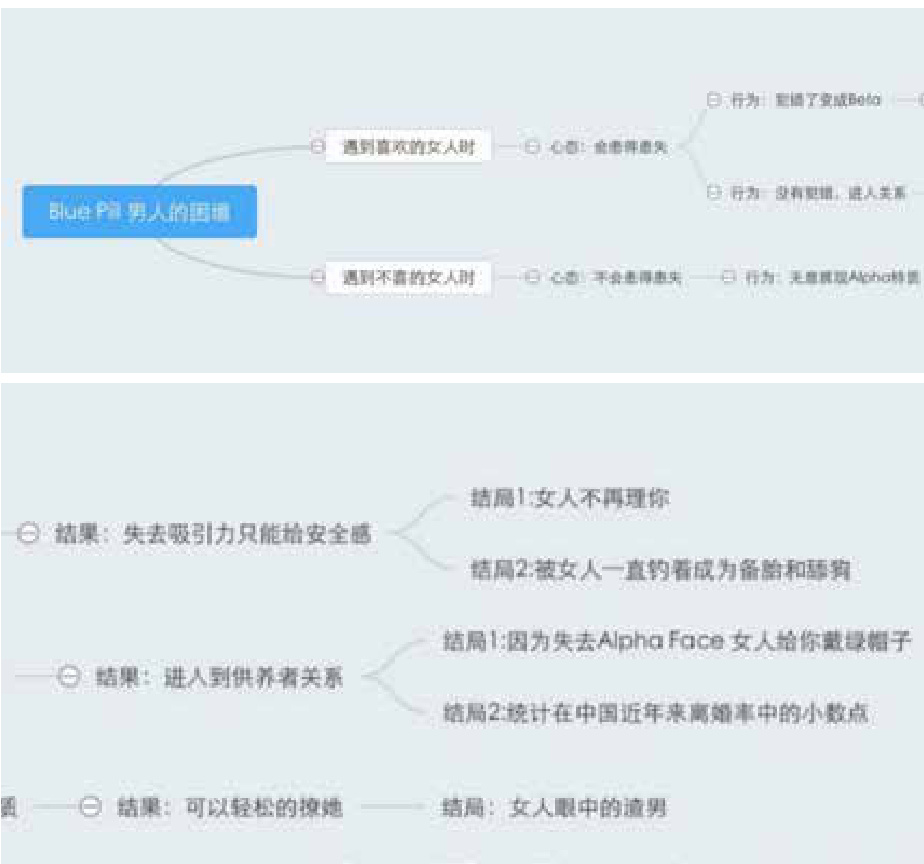 行为：犯错了变成Beta
遇到喜欢的女人时
心态：会患得患失
行为：没有犯错，进入关系
Blue Pill 男人的困境
遇到不喜的女人时
心态：不会患得患失
行为：无意展现Alpha特质
结局1:女人不再理你
结果：失去吸引力只能给安全感
结局2:被女人一直钓着成为备胎和舔狗
结局1:因为失去Alpha Face 女人给你戴绿帽子
结果：进入到供养者关系
结局2:统计在中国近年来离婚率中的小数点
质
结果：可以轻松的撩她
结局：女人眼中的渣男